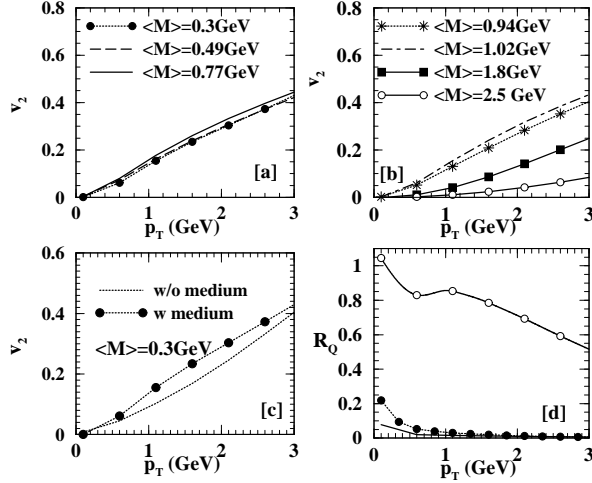 0.8
<M>=0.3GeV
<M>=0.49GeV
<M>=0.77GeV
0.6
v2
0.4
0.2
[a]
0
0 1 2 3
pT (GeV)
0.8
<M>=0.94GeV
<M>=1.02GeV
<M>=1.8GeV
<M>=2.5 GeV
0.6
v2
0.4
0.2
[b]
0
0 1 2 3
pT (GeV)
0.6
w/o medium
w medium
0.4
v2
<M>=0.3GeV
0.2
[c]
0
0 1 2 3
pT (GeV)
1
0.8
RQ
0.6
0.4
0.2
[d]
0
0 1 2 3
pT (GeV)